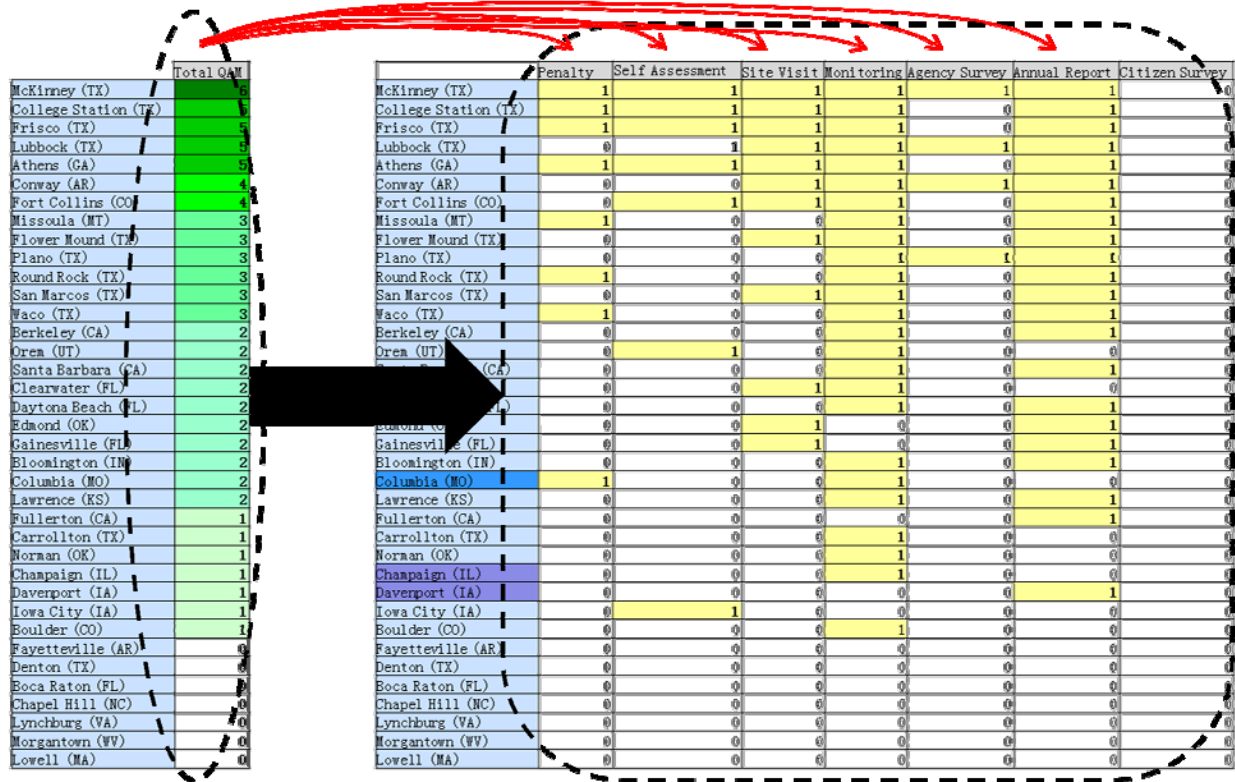 Total QAM Penalty Self Assessment Site Visit Monitoring Agency Survey Annual Report Citizen Survey
McKinney (TX) 6 McKinney (TX) 1 1 1 1 1 1 0
College Station (TX) 5 College Station (TX) 1 1 1 1 0 1 0
Frisco (TX) 5 Frisco (TX) 1 1 1 1 0 1 0
Lubbock (TX) 5 Lubbock (TX) 0 1 1 1 1 1 0
Athens (GA) 5 Athens (GA) 1 1 1 1 0 1 0
Conway (AR) 4 Conway (AR) 0 0 1 1 1 1 0
Fort Collins (CO) 4 Fort Collins (CO) 0 1 1 1 0 1 0
Missoula (MT) 3 Missoula (MT) 1 0 0 1 0 1 0
Flower Mound (TX) 3 Flower Mound (TX) 0 0 1 1 0 1 0
Plano (TX) 3 Plano (TX) 0 0 0 1 1 1 0
Round Rock (TX) 3 Round Rock (TX) 1 0 0 1 0 1 0
San Marcos (TX) 3 San Marcos (TX) 0 0 1 1 0 1 0
Waco (TX) 3 Waco (TX) 1 0 0 1 0 1 0
Berkeley (CA) 2 Berkeley (CA) 0 0 0 1 0 1 0
Orem (UT) 2 Orem (UT) 0 1 0 1 0 0 0
Santa Barbara (CA) 2 (CA) 0 0 0 1 0 1 0
Clearwater (FL) 2 0 0 1 1 0 0 0
Daytona Beach (FL) 2 0 0 0 1 0 1 0
Edmond (OK) 2 Edmond 0 0 1 0 0 1 0
Gainesville (FL) 2 Gainesville (FL) 0 0 1 0 0 1 0
Bloomington (IN) 2 Bloomington (IN) 0 0 0 1 0 1 0
Columbia (MO) 2 Columbia (MO) 1 0 0 1 0 0 0
Lawrence (KS) 2 Lawrence (KS) 0 0 0 1 0 1 0
Fullerton (CA) 1 Fullerton (CA) 0 0 0 0 0 1 0
Carrollton (TX) 1 Carrollton (TX) 0 0 0 1 0 0 0
Norman (OK) 1 Norman (OK) 0 0 0 1 0 0 0
Champaign (IL) 1 Champaign (IL) 0 0 0 1 0 0 0
Davenport (IA) 1 Davenport (IA) 0 0 0 0 0 1 0
Iowa City (IA) 1 Iowa City (IA) 0 1 0 0 0 0 0
Boulder (CO) 1 Boulder (CO) 0 0 0 1 0 0 0
Fayetteville (AR) 0 Fayetteville (AR) 0 0 0 0 0 0 0
Denton (TX) 0 Denton (TX) 0 0 0 0 0 0 0
Boca Raton (FL) 0 Boca Raton (FL) 0 0 0 0 0 0 0
Chapel Hill (NC) 0 Chapel Hill (NC) 0 0 0 0 0 0 0
Lynchburg (VA) 0 Lynchburg (VA) 0 0 0 0 0 0 0
Morgantown (WV) 0 Morgantown (WV) 0 0 0 0 0 0 0
Lowell (MA) 0 Lowell (MA) 0 0 0 0 0 0 0